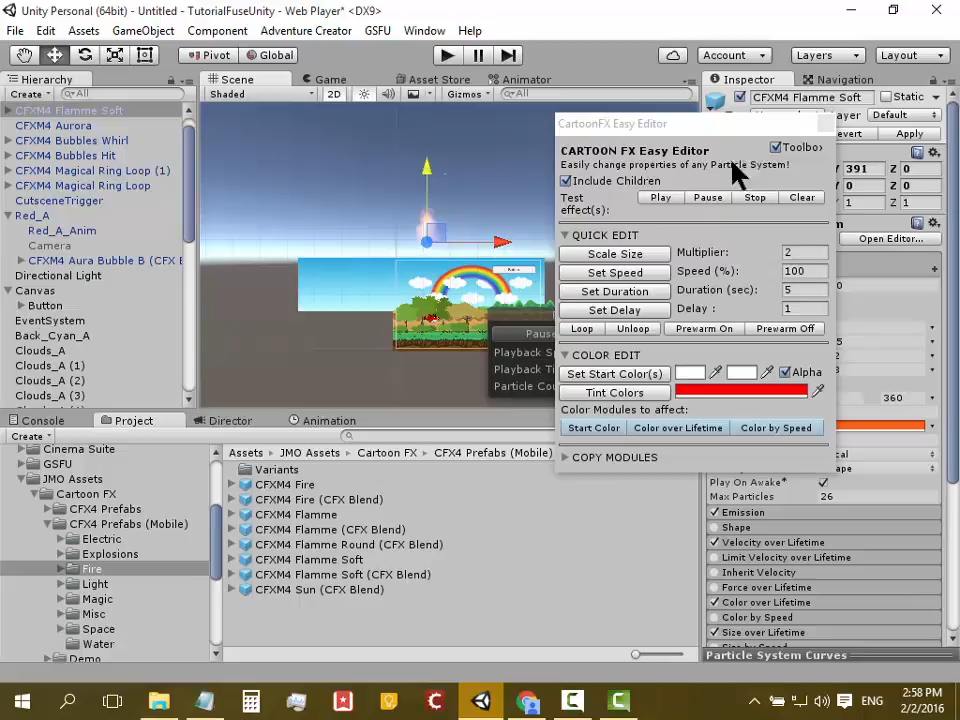 Unity Personal (64bit) - Untitled - TutorialFuseUnity - Web Player* <DX9>
File Edit Assets GameObject Component Adventure Creator GSFU Window Help
Pivot Global Account Layers Layout
Hierarchy Scene Game Asset Store Animator Inspector Navigation
Create All Shaded 2D Gizmos All
CFXM4 Flamme Soft Static
CFXM4 Flamme Soft
CFXM4 Aurora
CFXM4 Bubbles Whirl
CFXM4 Bubbles Hit
CFXM4 Magical Ring Loop (1)
CFXM4 Magical Ring Loop
CutsceneTrigger
Red_A
Red_A_Anim
Camera
CFXM4 Aura Bubble B (CFX E
Directional Light
Canvas
Button
EventSystem
Back_Cyan_A
Clouds_A
Clouds_A (1)
Clouds_A (2)
Clouds_A (3)
Pause
Playback Sp
Playback Ti
Particle Cou
CartoonFX Easy Editor
CARTOON FX Easy Editor
Toolbox
Easily change properties of any Particle System!
Include Children
Test effect(s): Play Pause Stop Clear
QUICK EDIT
Scale Size Multiplier: 2
Set Speed Speed (%): 100
Set Duration Duration (sec): 5
Set Delay Delay : 1
Loop Unloop Prewarm On Prewarm Off
COLOR EDIT
Set Start Color(s) Alpha
Tint Colors
Color Modules to affect:
Start Color Color over Lifetime Color by Speed
COPY MODULES
ayer Default
evert Apply
391 Z 0
0 Z 0
1 Z 1
Open Editor...
360
Play On Awake*
Max Particles 26
Emission
Shape
Velocity over Lifetime
Limit Velocity over Lifetime
Inherit Velocity
Force over Lifetime
Color over Lifetime
Color by Speed
Size over Lifetime
Particle System Curves
Console Project Director Animation
Create
Cinema Suite
GSFU
JMO Assets
Cartoon FX
CFX4 Prefabs
CFX4 Prefabs (Mobile)
Electric
Explosions
Fire
Light
Magic
Misc
Space
Water
Demo
Assets JMO Assets Cartoon FX CFX4 Prefabs (Mobile)
Variants
CFXM4 Fire
CFXM4 Fire (CFX Blend)
CFXM4 Flamme
CFXM4 Flamme (CFX Blend)
CFXM4 Flamme Round (CFX Blend)
CFXM4 Flamme Soft
CFXM4 Flamme Soft (CFX Blend)
CFXM4 Sun (CFX Blend)
ENG
2:58 PM
2/2/2016